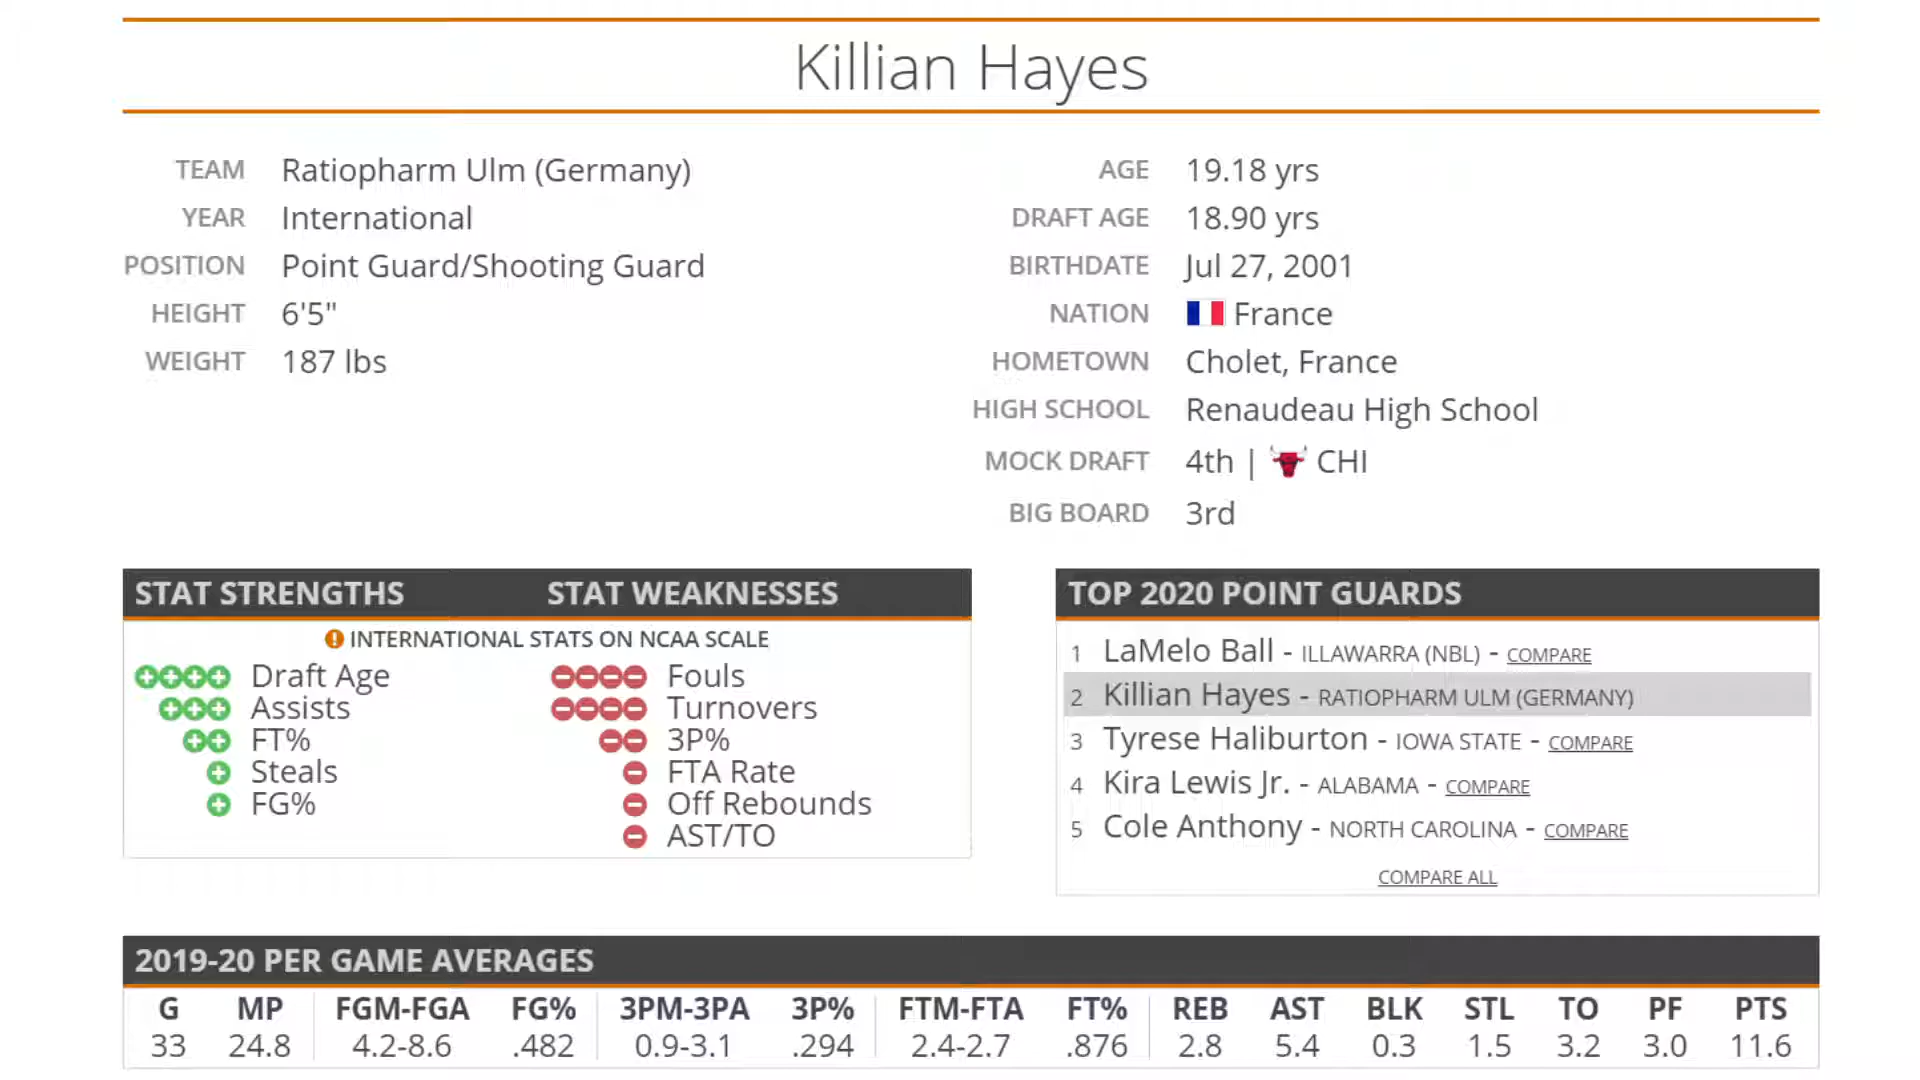 Killian Hayes
TEAM Ratiopharm Ulm (Germany)
YEAR International
POSITION Point Guard/Shooting Guard
HEIGHT 6'5"
WEIGHT 187 lbs
AGE 19.18 yrs
DRAFT AGE 18.90 yrs
BIRTHDATE Jul 27, 2001
NATION France
HOMETOWN Cholet, France
HIGH SCHOOL Renaudeau High School
MOCK DRAFT 4th | CHI
BIG BOARD 3rd
STAT STRENGTHS STAT WEAKNESSES
INTERNATIONAL STATS ON NCAA SCALE
Draft Age Fouls
Assists Turnovers
FT% 3P%
Steals FTA Rate
FG% Off Rebounds
AST/TO
TOP 2020 POINT GUARDS
1 LaMelo Ball - ILLAWARRA (NBL) - COMPARE
2 Killian Hayes - RATIOPHARM ULM (GERMANY)
3 Tyrese Haliburton - IOWA STATE - COMPARE
4 Kira Lewis Jr. - ALABAMA - COMPARE
5 Cole Anthony - NORTH CAROLINA - COMPARE
COMPARE ALL
2019-20 PER GAME AVERAGES
G MP FGM-FGA FG% 3PM-3PA 3P% FTM-FTA FT% REB AST BLK STL TO PF PTS
33 24.8 4.2-8.6 .482 0.9-3.1 .294 2.4-2.7 .876 2.8 5.4 0.3 1.5 3.2 3.0 11.6